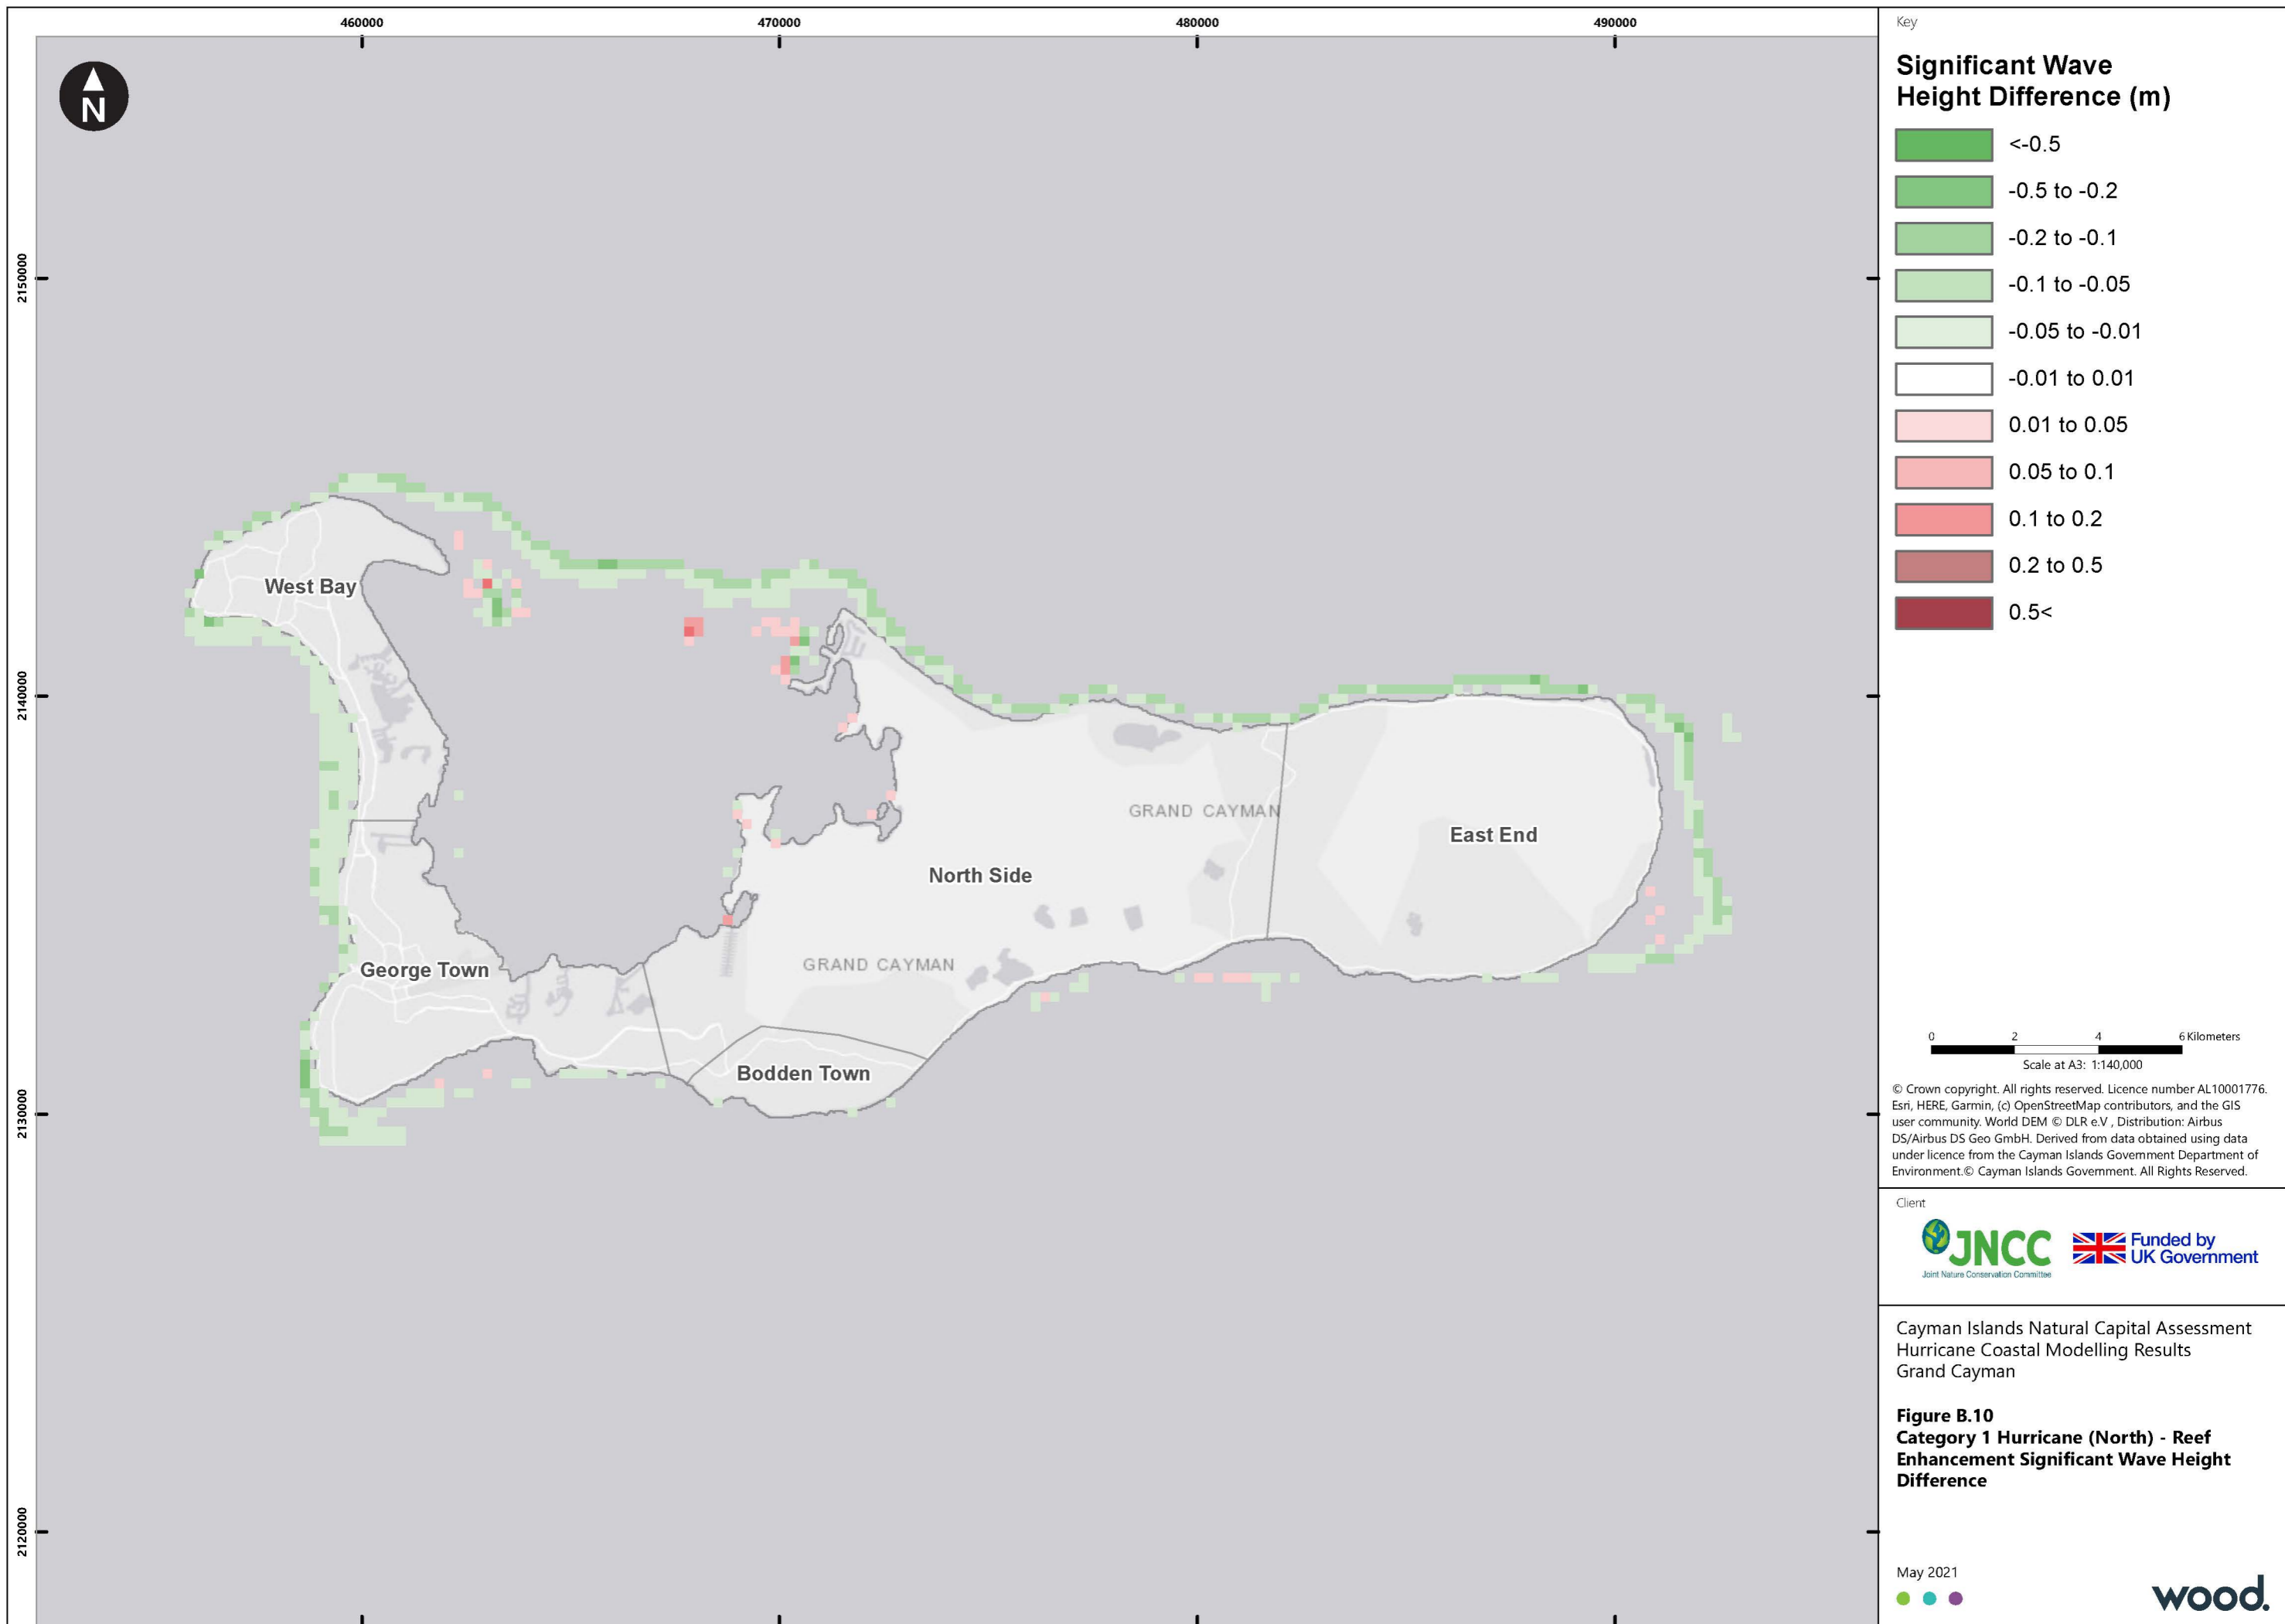 460000
470000
480000
490000
2150000
2140000
2130000
2120000
N
West Bay
George Town
North Side
GRAND CAYMAN
East End
GRAND CAYMAN
Bodden Town
Key
Significant Wave
Height Difference (m)
<-0.5
-0.5 to -0.2
-0.2 to -0.1
-0.1 to -0.05
-0.05 to -0.01
-0.01 to 0.01
0.01 to 0.05
0.05 to 0.1
0.1 to 0.2
0.2 to 0.5
0.5<
0 2 4 6 Kilometers
Scale at A3: 1:140,000
© Crown copyright. All rights reserved. Licence number AL10001776.
Esri, HERE, Garmin, (c) OpenStreetMap contributors, and the GIS
user community. World DEM © DLR e.V , Distribution: Airbus
DS/Airbus DS Geo GmbH. Derived from data obtained using data
under licence from the Cayman Islands Government Department of
Environment.© Cayman Islands Government. All Rights Reserved.
Client
JNCC
Joint Nature Conservation Committee
Funded by
UK Government
Cayman Islands Natural Capital Assessment
Hurricane Coastal Modelling Results
Grand Cayman
Figure B.10
Category 1 Hurricane (North) - Reef
Enhancement Significant Wave Height
Difference
May 2021
wood.